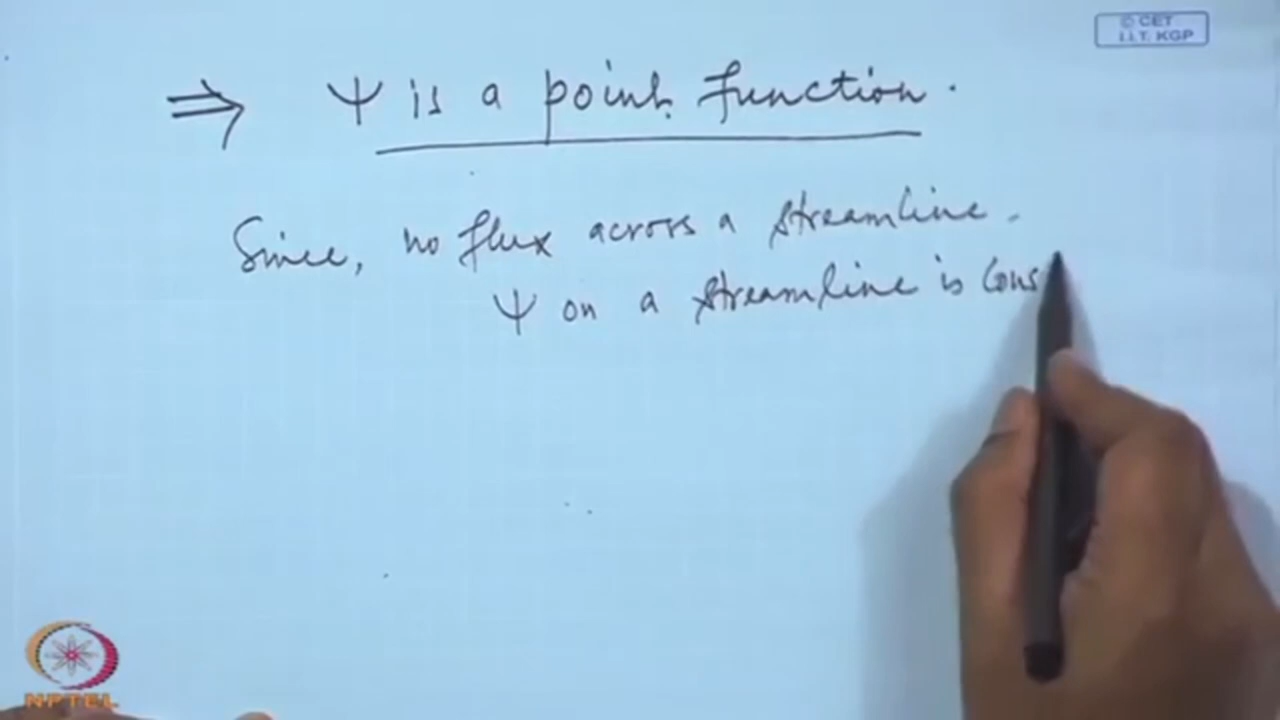 © CET
I.I.T. KGP
⇒ Ψ is a point function.
Since, no flux across a streamline.
Ψ on a streamline is Cons
NPTEL